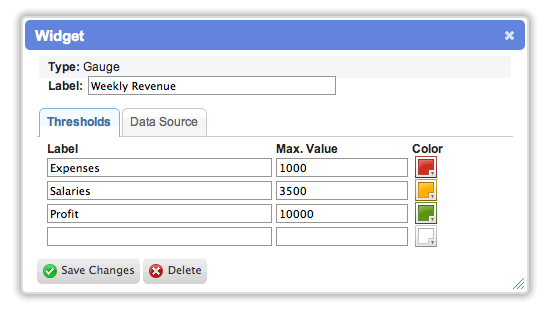 Widget
Type: Gauge
Label: Weekly Revenue
Thresholds Data Source
Label Max. Value Color
Expenses 1000
Salaries 3500
Profit 10000
Save Changes Delete